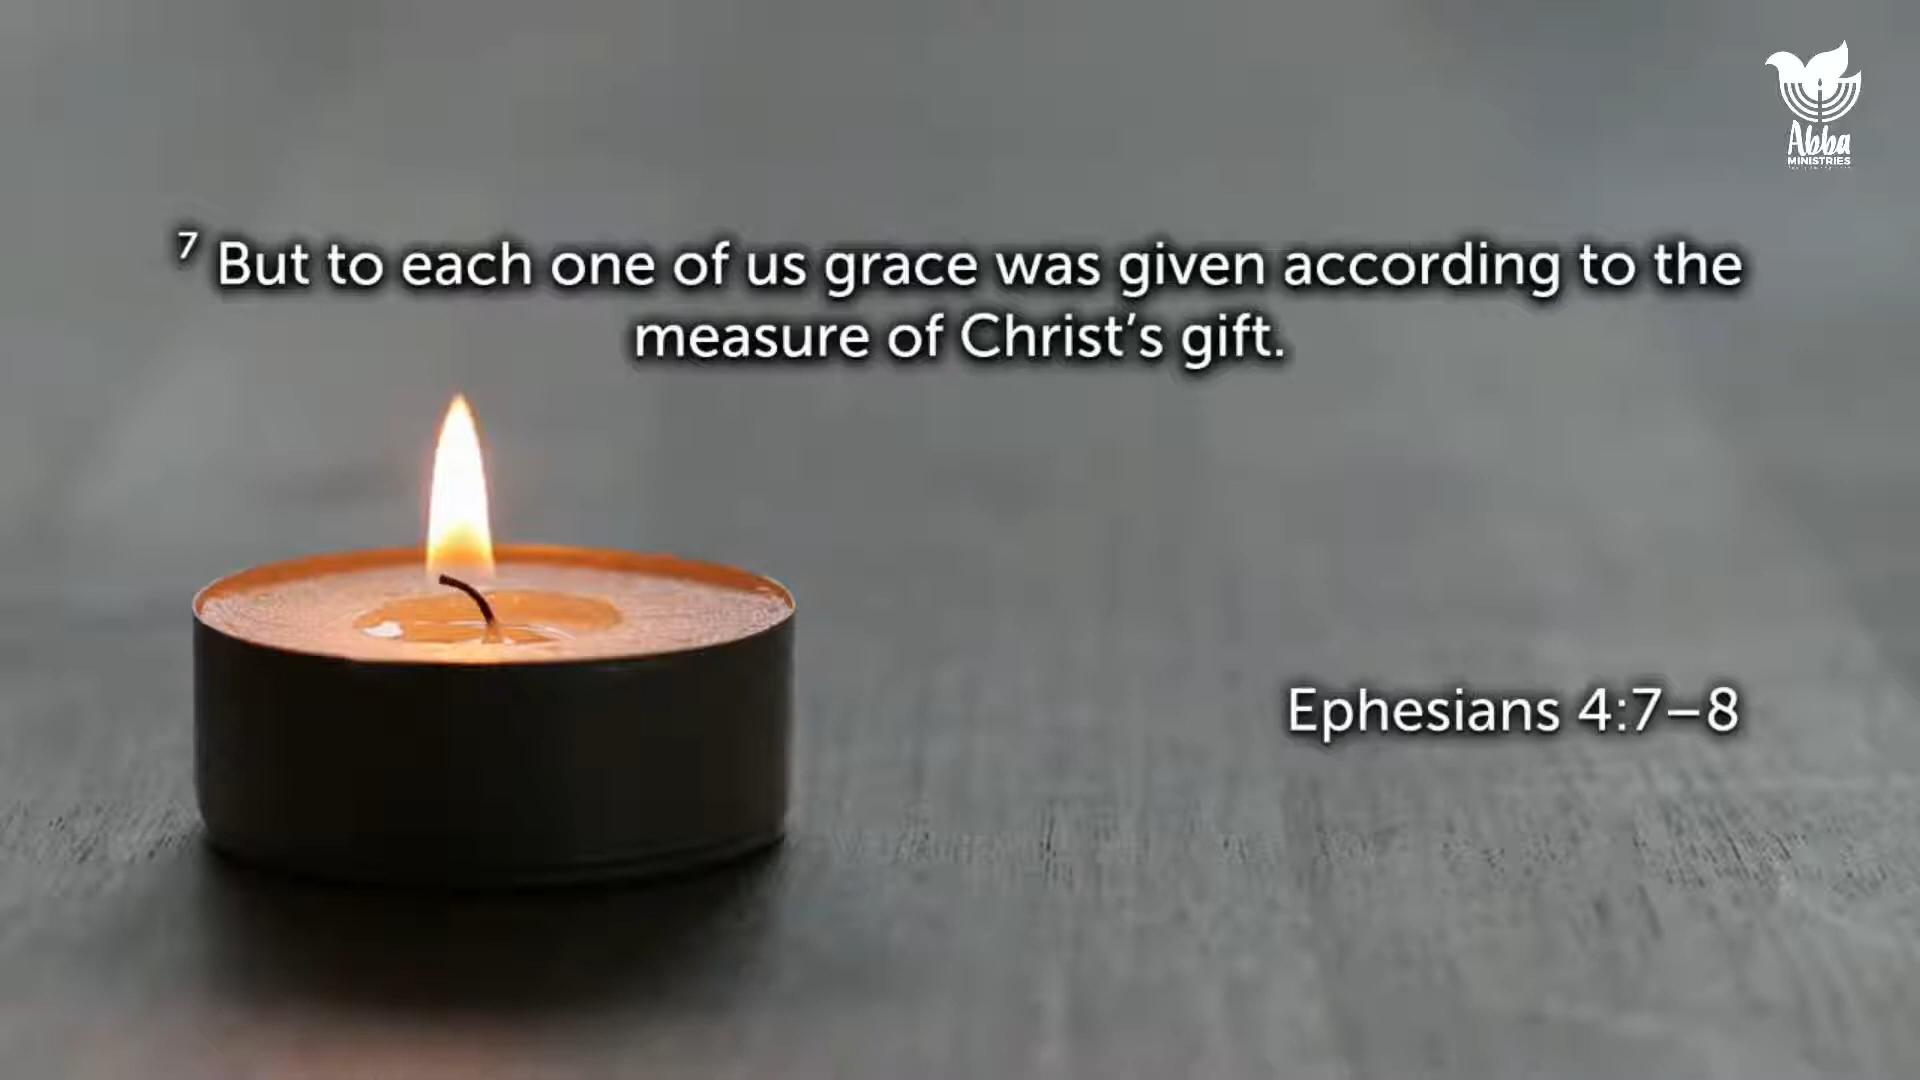 Abba
MINISTRIES
⁷ But to each one of us grace was given according to the
measure of Christ’s gift.
Ephesians 4:7–8